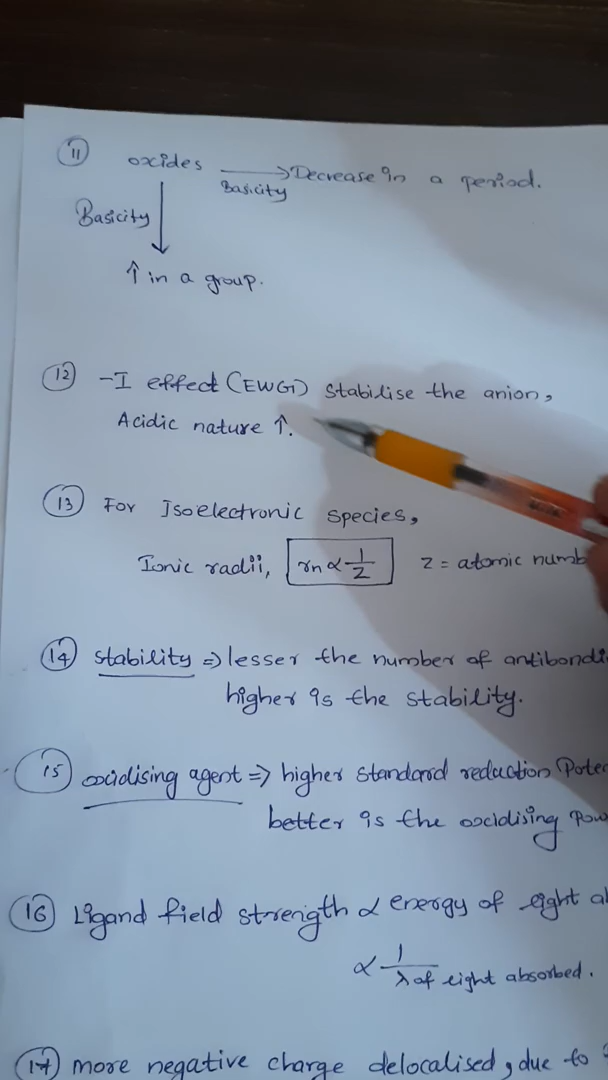 11 oxides ⟶ Decrease in a period.
Basicity
Basicity ↓
↑ in a group.
12 -I effect (EWG) stabilise the anion,
Acidic nature ↑.
13 For Isoelectronic species,
Ionic radii, rn ∝ 1/Z Z = atomic numb
14 stability ⇒ lesser the number of antibondi
higher is the stability.
15 oxidising agent ⇒ higher standard reduction Poten
better is the oxidising pow
16 Ligand field strength ∝ energy of light ab
∝ 1/λ of light absorbed.
17 more negative charge delocalised, due to